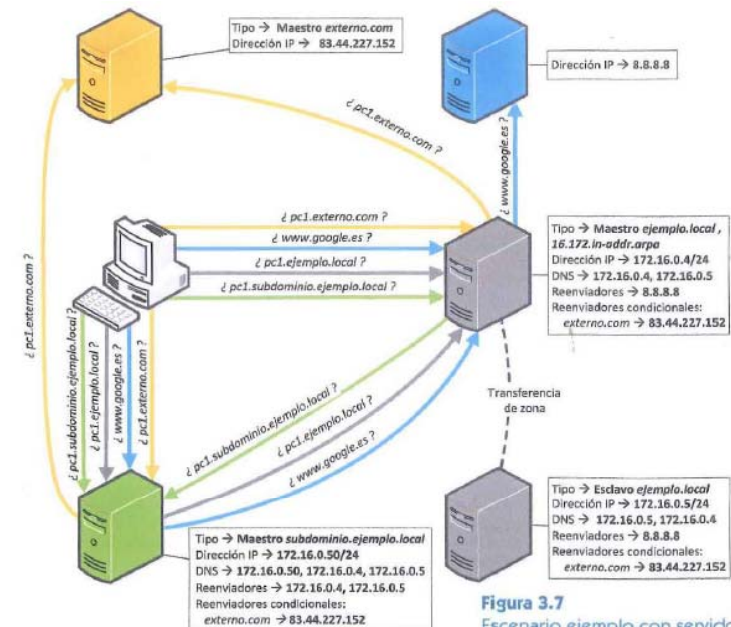 Tipo → Maestro externo.com
Dirección IP → 83.44.227.152
Dirección IP → 8.8.8.8
¿ pc1.externo.com ?
¿ www.google.es ?
¿ pc1.externo.com ?
¿ pc1.externo.com ?
¿ www.google.es ?
¿ pc1.ejemplo.local ?
¿ pc1.subdominio.ejemplo.local ?
Tipo → Maestro ejemplo.local ,
16.172.in-addr.arpa
Dirección IP → 172.16.0.4/24
DNS → 172.16.0.4, 172.16.0.5
Reenviadores → 8.8.8.8
Reenviadores condicionales:
externo.com → 83.44.227.152
¿ pc1.subdominio.ejemplo.local ?
¿ pc1.ejemplo.local ?
¿ www.google.es ?
¿ pc1.externo.com ?
Transferencia
de zona
¿ pc1.subdominio.ejemplo.local ?
¿ pc1.ejemplo.local ?
¿ www.google.es ?
Tipo → Maestro subdominio.ejemplo.local
Dirección IP → 172.16.0.50/24
DNS → 172.16.0.50, 172.16.0.4, 172.16.0.5
Reenviadores → 172.16.0.4, 172.16.0.5
Reenviadores condicionales:
externo.com → 83.44.227.152
Tipo → Esclavo ejemplo.local
Dirección IP → 172.16.0.5/24
DNS → 172.16.0.5, 172.16.0.4
Reenviadores → 8.8.8.8
Reenviadores condicionales:
externo.com → 83.44.227.152
Figura 3.7
Escenario ejemplo con